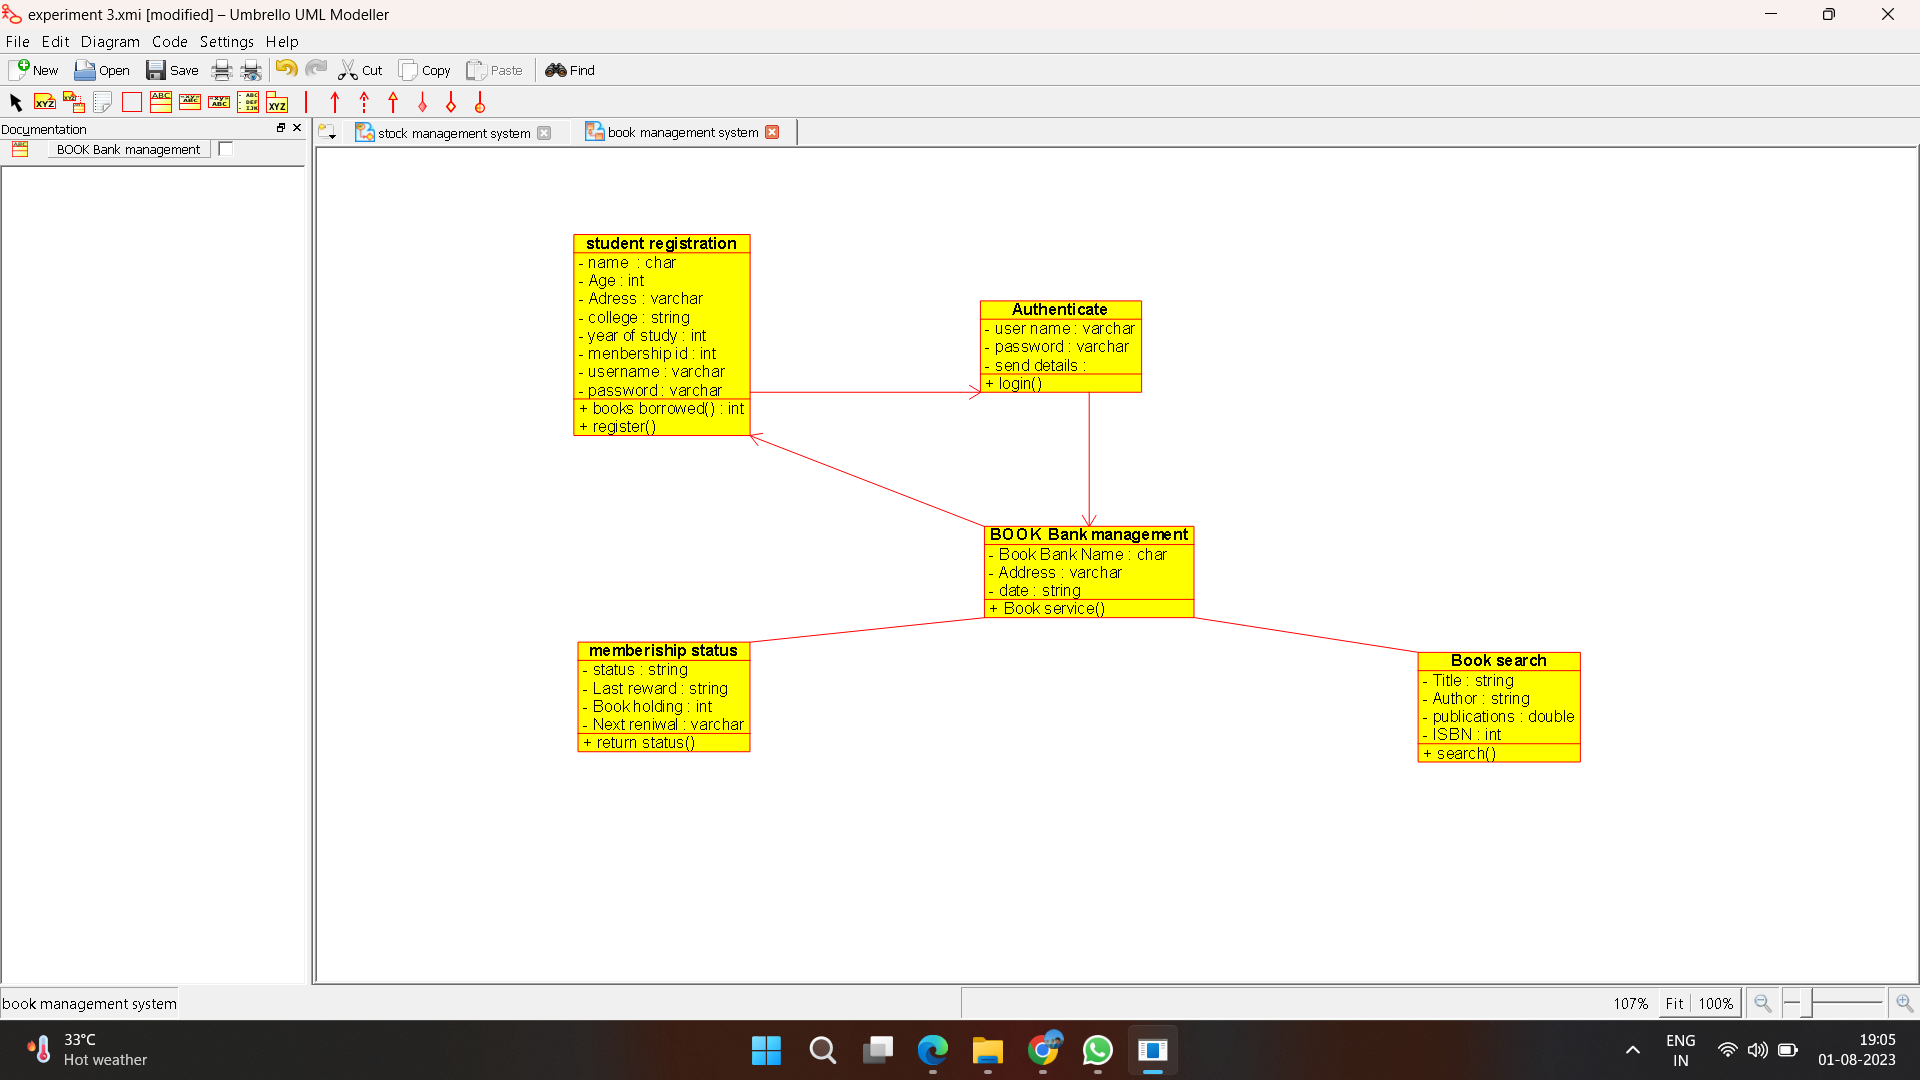 experiment 3.xmi [modified] – Umbrello UML Modeller
File Edit Diagram Code Settings Help
New Open Save Cut Copy Paste Find
Documentation
BOOK Bank management
stock management system
book management system
student registration
- name : char
- Age : int
- Adress : varchar
- college : string
- year of study : int
- menbership id : int
- username : varchar
- password : varchar
+ books borrowed() : int
+ register()
Authenticate
- user name : varchar
- password : varchar
- send details :
+ login()
BOOK Bank management
- Book Bank Name : char
- Address : varchar
- date : string
+ Book service()
memberiship status
- status : string
- Last reward : string
- Book holding : int
- Next reniwal : varchar
+ return status()
Book search
- Title : string
- Author : string
- publications : double
- ISBN : int
+ search()
book management system
107% Fit 100%
33°C
Hot weather
ENG
IN
19:05
01-08-2023